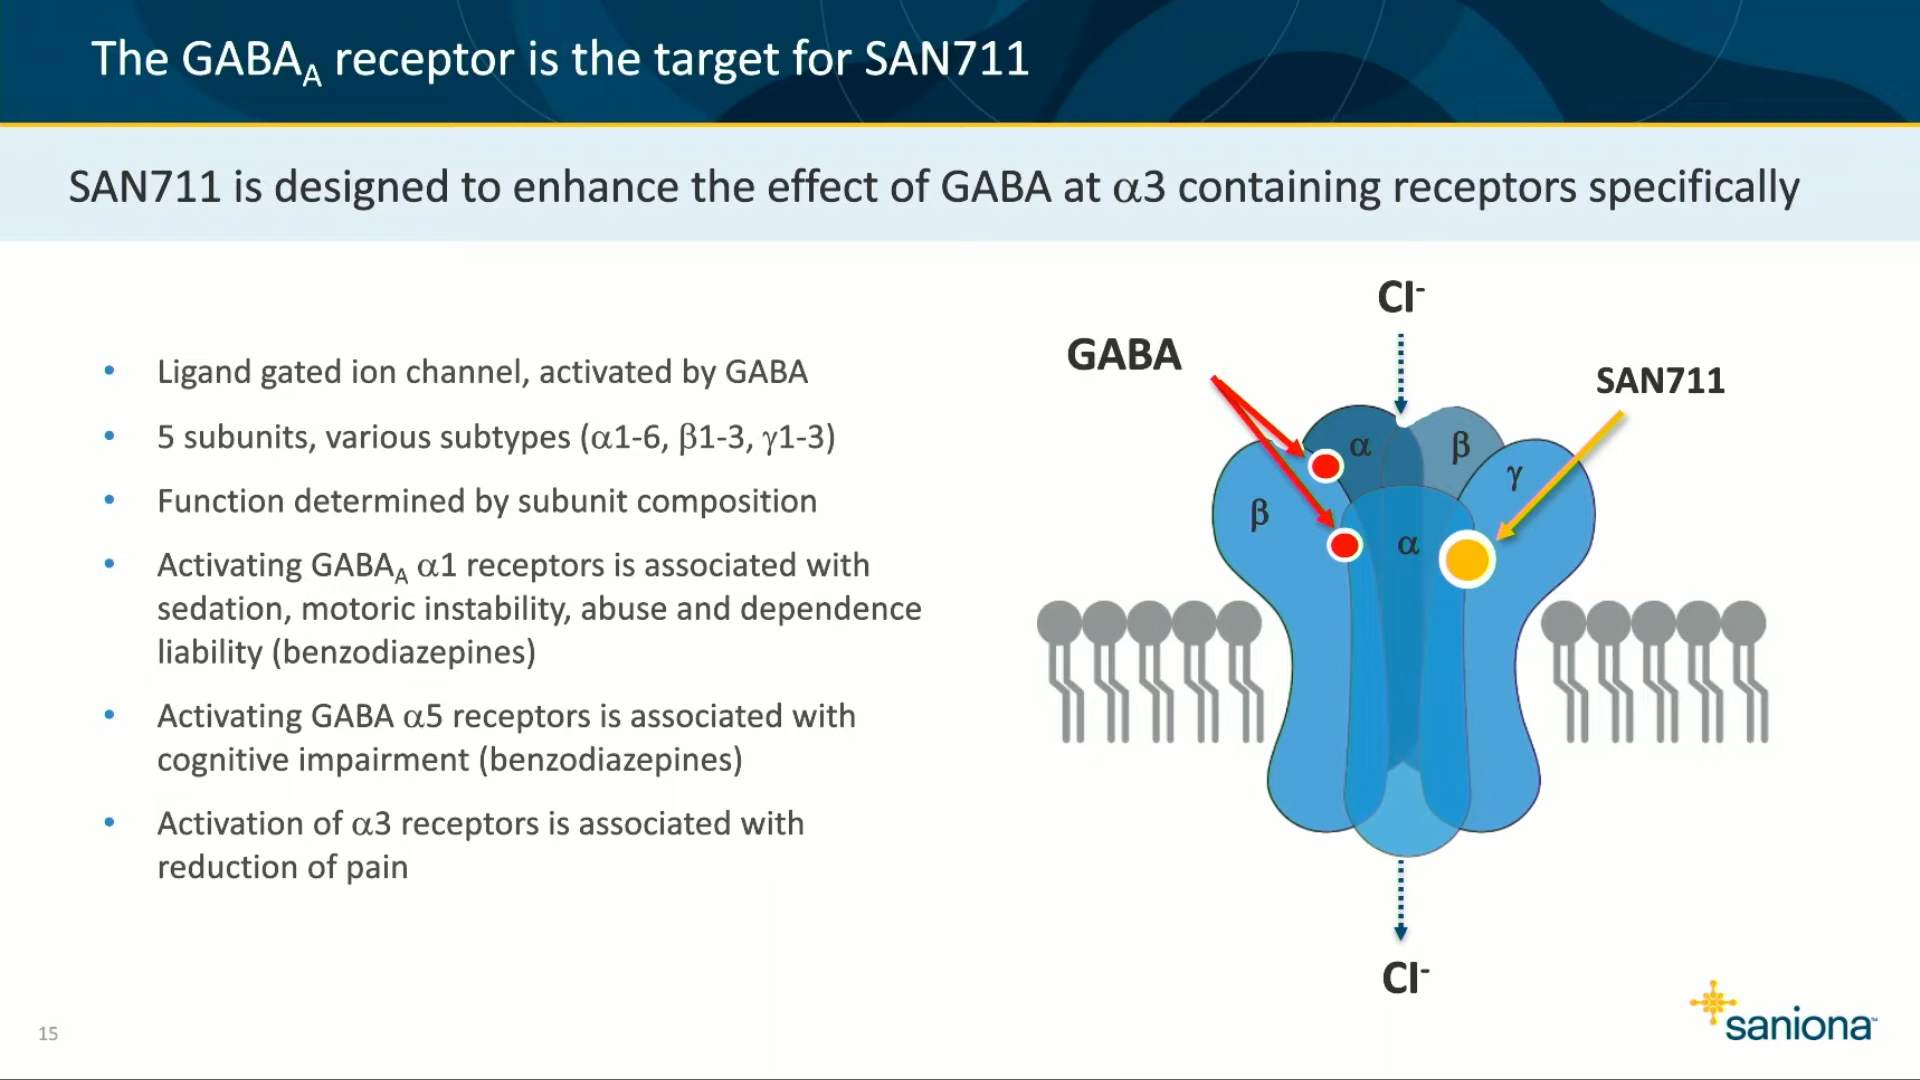 The GABA_A receptor is the target for SAN711
SAN711 is designed to enhance the effect of GABA at α3 containing receptors specifically
• Ligand gated ion channel, activated by GABA
• 5 subunits, various subtypes (α1-6, β1-3, γ1-3)
• Function determined by subunit composition
• Activating GABA_A α1 receptors is associated with
sedation, motoric instability, abuse and dependence
liability (benzodiazepines)
• Activating GABA α5 receptors is associated with
cognitive impairment (benzodiazepines)
• Activation of α3 receptors is associated with
reduction of pain
Cl⁻
GABA
SAN711
α
β
γ
β
α
Cl⁻
saniona™
15